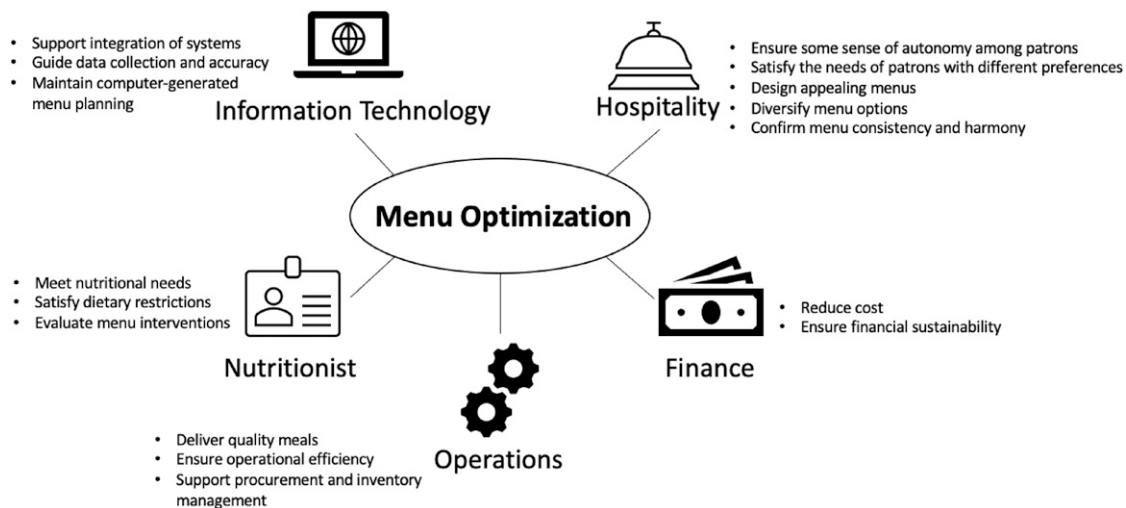 • Support integration of systems
• Guide data collection and accuracy
• Maintain computer-generated
menu planning
Information Technology
Hospitality
• Ensure some sense of autonomy among patrons
• Satisfy the needs of patrons with different preferences
• Design appealing menus
• Diversify menu options
• Confirm menu consistency and harmony
Menu Optimization
• Meet nutritional needs
• Satisfy dietary restrictions
• Evaluate menu interventions
Nutritionist
• Reduce cost
• Ensure financial sustainability
Finance
• Deliver quality meals
• Ensure operational efficiency
• Support procurement and inventory
management
Operations